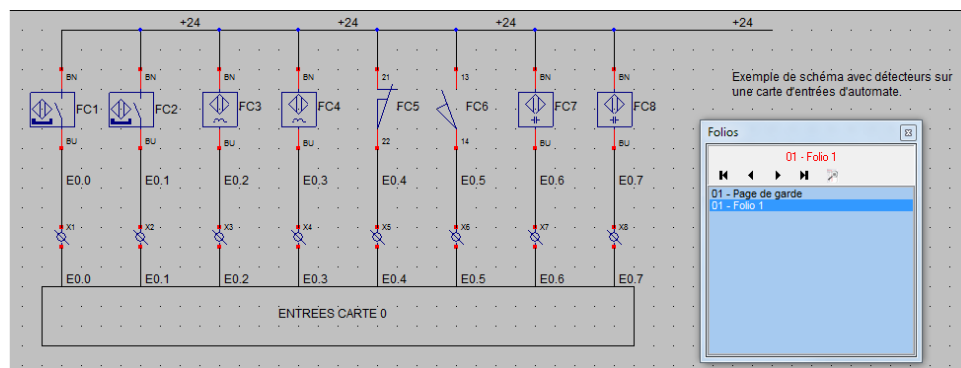 +24 +24 +24 +24
BN BN BN BN 21 13 BN BN
FC1 FC2 FC3 FC4 FC5 FC6 FC7 FC8
BU BU BU BU 22 14 BU BU
E0.0 E0.1 E0.2 E0.3 E0.4 E0.5 E0.6 E0.7
X1 X2 X3 X4 X5 X6 X7 X8
E0.0 E0.1 E0.2 E0.3 E0.4 E0.5 E0.6 E0.7
ENTREES CARTE 0
Exemple de schéma avec détecteurs sur
une carte d'entrées d'automate.
Folios
01 - Folio 1
01 - Page de garde
01 - Folio 1